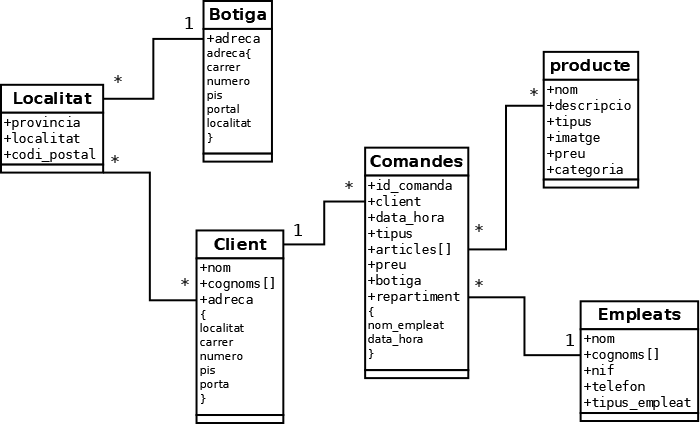 Botiga
+adreca
adreca{
carrer
numero
pis
portal
localitat
}
1
*
Localitat
+provincia
+localitat
+codi_postal
*
*
Client
+nom
+cognoms[]
+adreca
{
localitat
carrer
numero
pis
porta
}
1
*
Comandes
+id_comanda
+client
+data_hora
+tipus
+articles[]
+preu
+botiga
+repartiment
{
nom_empleat
data_hora
}
*
*
producte
+nom
+descripcio
+tipus
+imatge
+preu
+categoria
*
1
Empleats
+nom
+cognoms[]
+nif
+telefon
+tipus_empleat